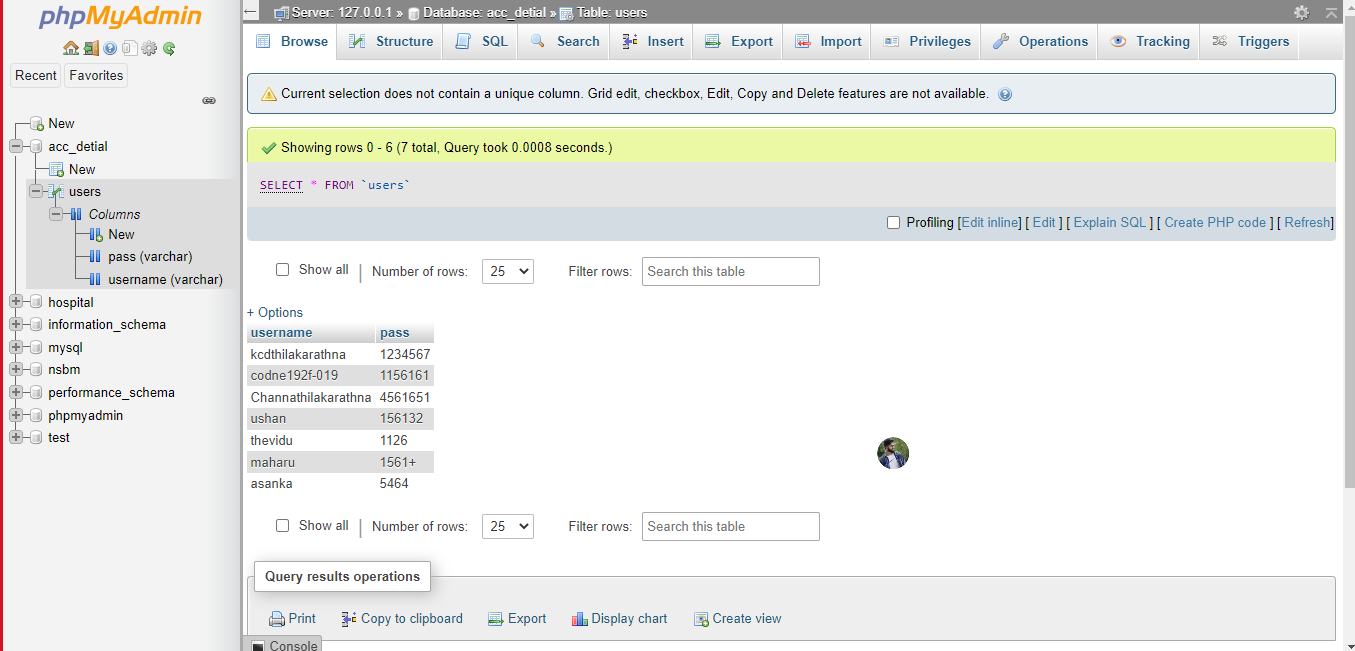 phpMyAdmin
Recent Favorites
New
acc_detial
New
users
Columns
New
pass (varchar)
username (varchar)
hospital
information_schema
mysql
nsbm
performance_schema
phpmyadmin
test
Server: 127.0.0.1 » Database: acc_detial » Table: users
Browse Structure SQL Search Insert Export Import Privileges Operations Tracking Triggers
Current selection does not contain a unique column. Grid edit, checkbox, Edit, Copy and Delete features are not available.
Showing rows 0 - 6 (7 total, Query took 0.0008 seconds.)
SELECT * FROM `users`
Profiling [Edit inline] [ Edit ] [ Explain SQL ] [ Create PHP code ] [ Refresh]
Show all | Number of rows: 25 Filter rows: Search this table
+ Options
username pass
kcdthilakarathna 1234567
codne192f-019 1156161
Channathilakarathna 4561651
ushan 156132
thevidu 1126
maharu 1561+
asanka 5464
Show all | Number of rows: 25 Filter rows: Search this table
Query results operations
Print Copy to clipboard Export Display chart Create view
Console